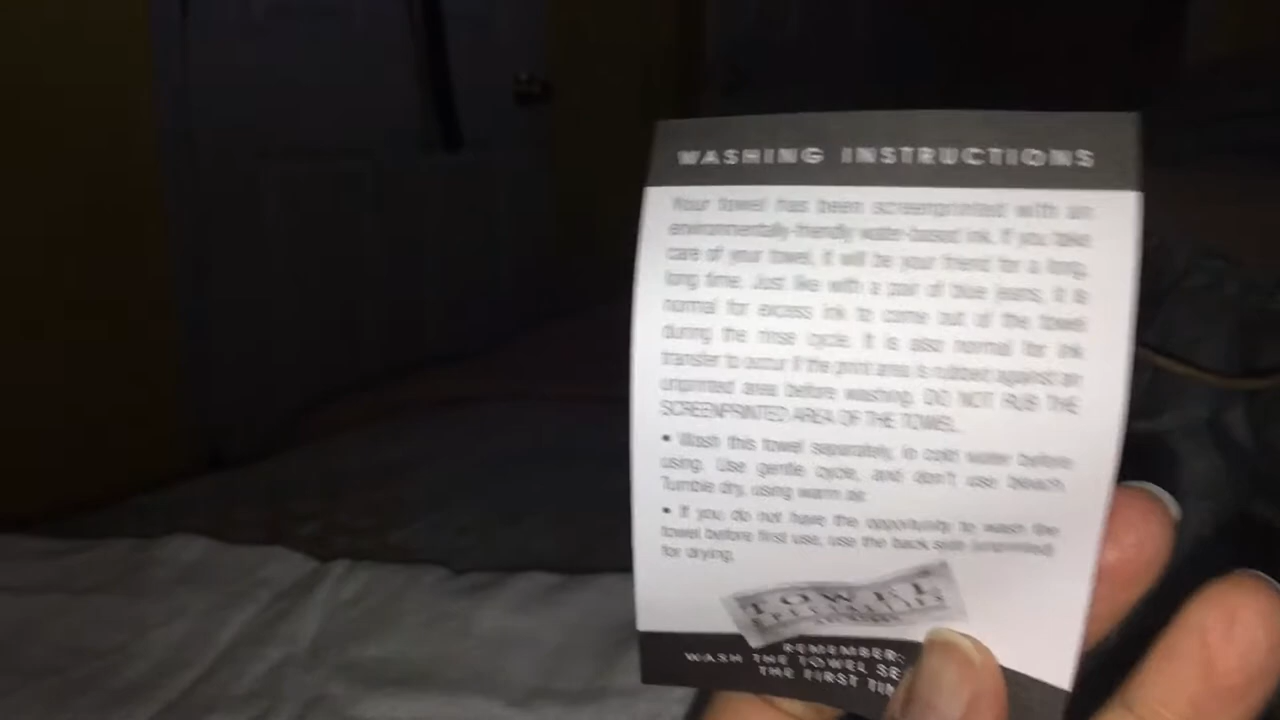 WASHING INSTRUCTIONS
Your towel has been screenprinted with an
environmentally-friendly water-based ink. If you take
care of your towel, it will be your friend for a long,
long time. Just like with a pair of blue jeans, it is
normal for excess ink to come out of the towel
during the rinse cycle. It is also normal for ink
transfer to occur if the print area is rubbed against an
unprinted area before washing. DO NOT RUB THE
SCREENPRINTED AREA OF THE TOWEL.
• Wash this towel separately, in cold water before
using. Use gentle cycle, and don't use bleach.
Tumble dry, using warm air.
• If you do not have the opportunity to wash the
towel before first use, use the back side (unprinted)
for drying.
TOWEL
SPECIALTIES
REMEMBER:
WASH THE TOWEL SE
THE FIRST TIM